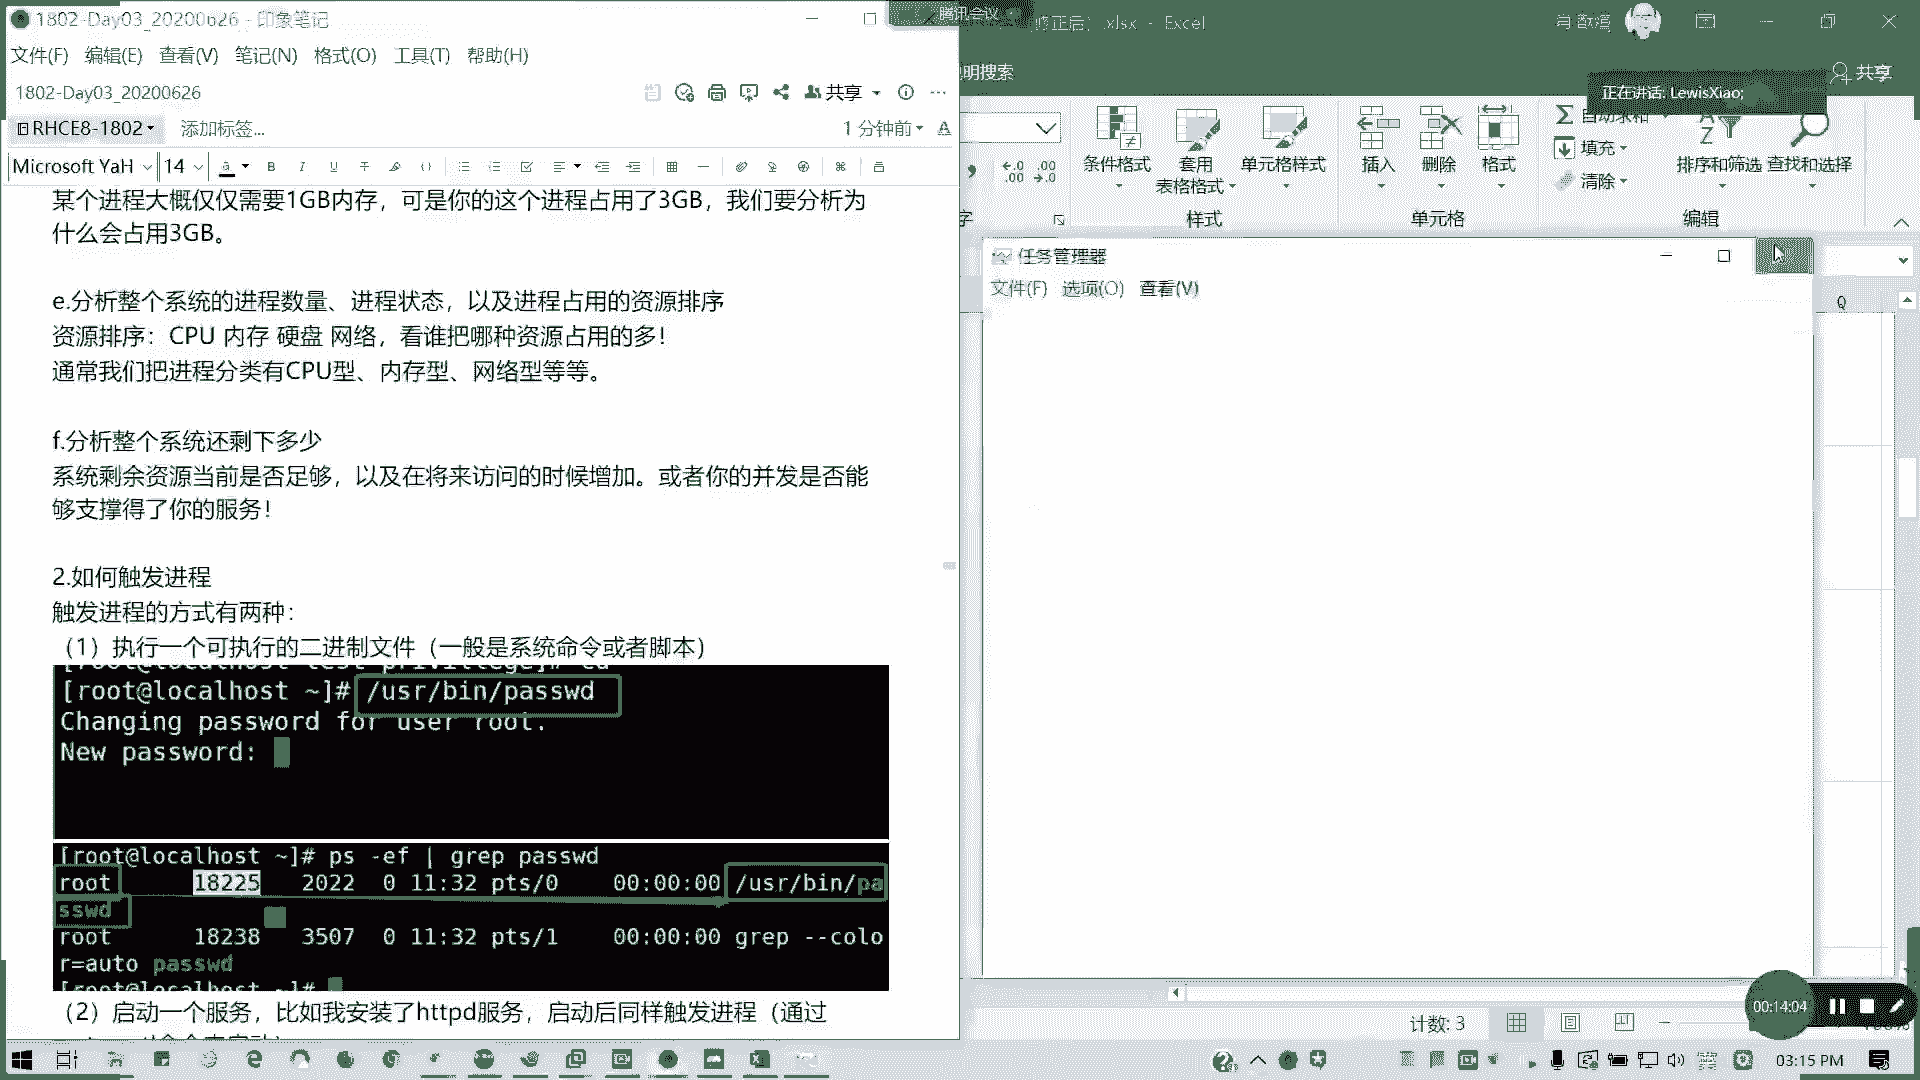 1802-Day03_20200626 - 印象笔记
文件(F) 编辑(E) 查看(V) 笔记(N) 格式(O) 工具(T) 帮助(H)
1802-Day03_20200626
共享
RHCE8-1802 添加标签...
1 分钟前
Microsoft YaH 14
某个进程大概仅仅需要1GB内存，可是你的这个进程占用了3GB，我们要分析为
什么会占用3GB。
e.分析整个系统的进程数量、进程状态，以及进程占用的资源排序
资源排序：CPU 内存 硬盘 网络，看谁把哪种资源占用的多！
通常我们把进程分类有CPU型、内存型、网络型等等。
f.分析整个系统还剩下多少
系统剩余资源当前是否足够，以及在将来访问的时候增加。或者你的并发是否能
够支撑得了你的服务！
2.如何触发进程
触发进程的方式有两种：
（1）执行一个可执行的二进制文件（一般是系统命令或者脚本）
[root@localhost ~]# /usr/bin/passwd
Changing password for user root.
New password:
[root@localhost ~]# ps -ef | grep passwd
root 18225 2022 0 11:32 pts/0 00:00:00 /usr/bin/pa
sswd
root 18238 3507 0 11:32 pts/1 00:00:00 grep --colo
r=auto passwd
[root@localhost ~]#
（2）启动一个服务，比如我安装了httpd服务，启动后同样触发进程（通过
腾讯会议
修正后）.xlsx - Excel
明搜索
共享
正在讲话: LewisXiao;
自动求和
填充
清除
条件格式
套用
表格格式
单元格样式
插入
删除
格式
排序和筛选
查找和选择
字
样式
单元格
编辑
任务管理器
文件(F) 选项(O) 查看(V)
Q
00:14:04
计数: 3
03:15 PM